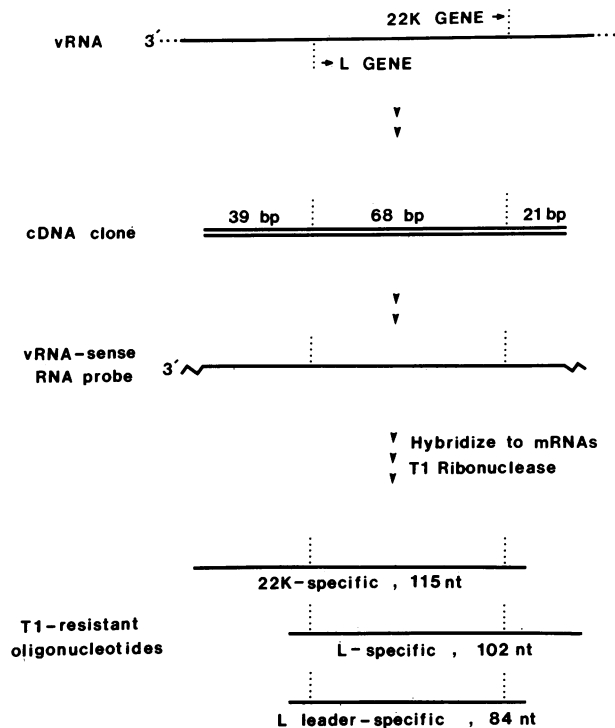 22K GENE →
vRNA 3´
→ L GENE
39 bp 68 bp 21 bp
cDNA clone
vRNA-sense
RNA probe 3´
Hybridize to mRNAs
T1 Ribonuclease
22K-specific , 115 nt
T1-resistant
oligonucleotides
L-specific , 102 nt
L leader-specific , 84 nt